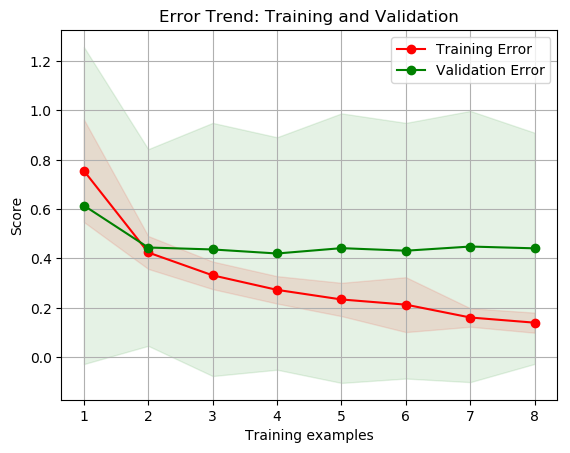 Error Trend: Training and Validation
Training Error
Validation Error
Score
1.2
1.0
0.8
0.6
0.4
0.2
0.0
1 2 3 4 5 6 7 8
Training examples